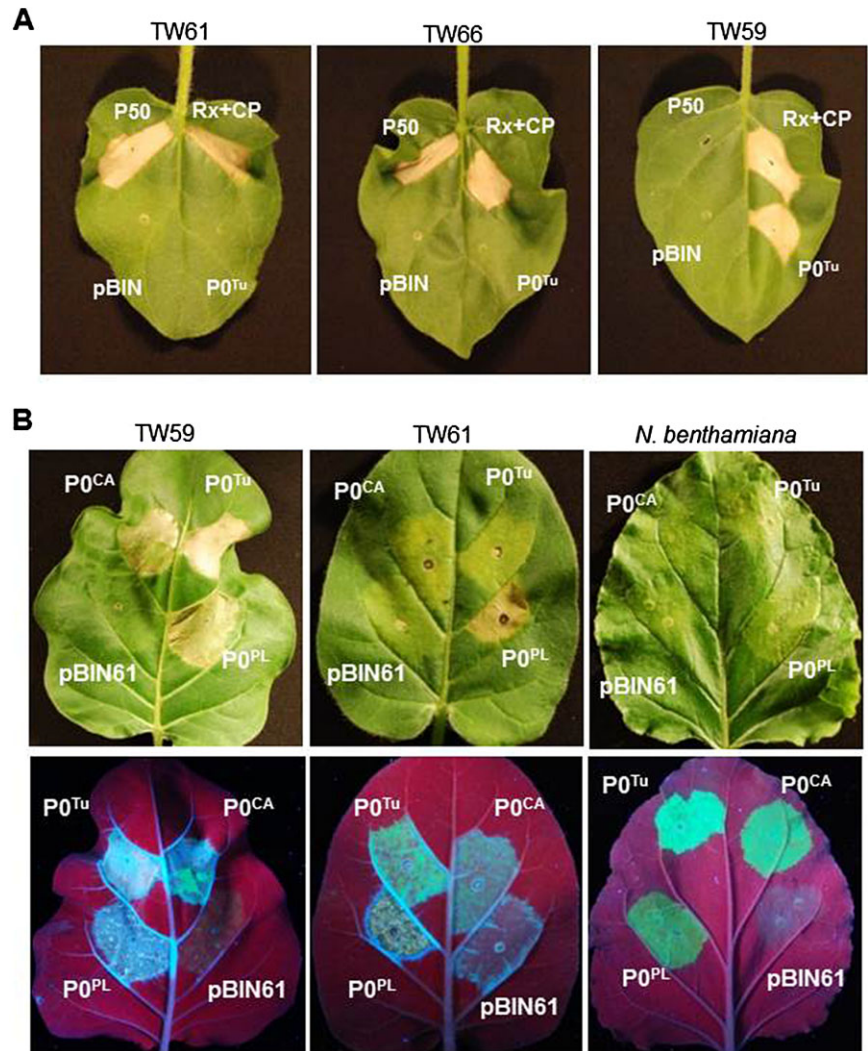 A
TW61 TW66 TW59
P50 Rx+CP P50 Rx+CP P50 Rx+CP
pBIN P0ᵀᵘ pBIN P0ᵀᵘ pBIN P0ᵀᵘ
B
TW59 TW61 N. benthamiana
P0ᶜᴬ P0ᵀᵘ P0ᶜᴬ P0ᵀᵘ P0ᶜᴬ P0ᵀᵘ
pBIN61 P0ᴾᴸ pBIN61 P0ᴾᴸ pBIN61 P0ᴾᴸ
P0ᵀᵘ P0ᶜᴬ P0ᵀᵘ P0ᶜᴬ P0ᵀᵘ P0ᶜᴬ
P0ᴾᴸ pBIN61 P0ᴾᴸ pBIN61 P0ᴾᴸ pBIN61